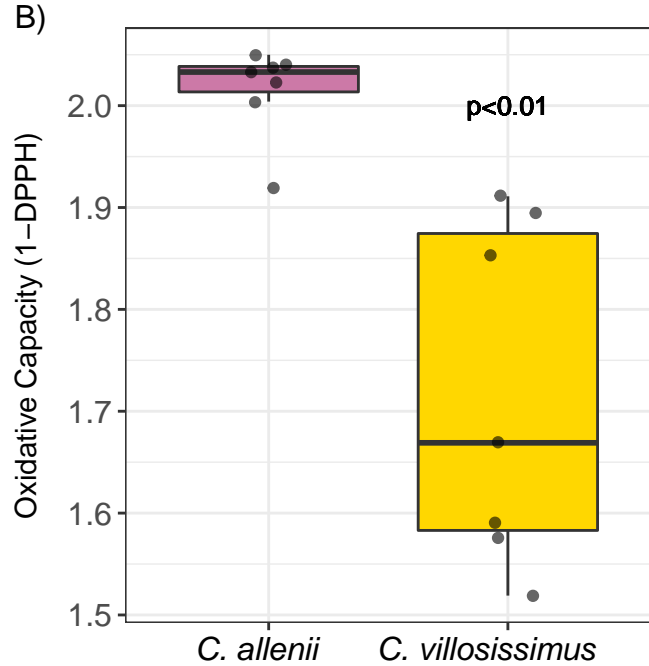 B)
Oxidative Capacity (1−DPPH)
2.0
p<0.01
1.9
1.8
1.7
1.6
1.5
C. allenii
C. villosissimus